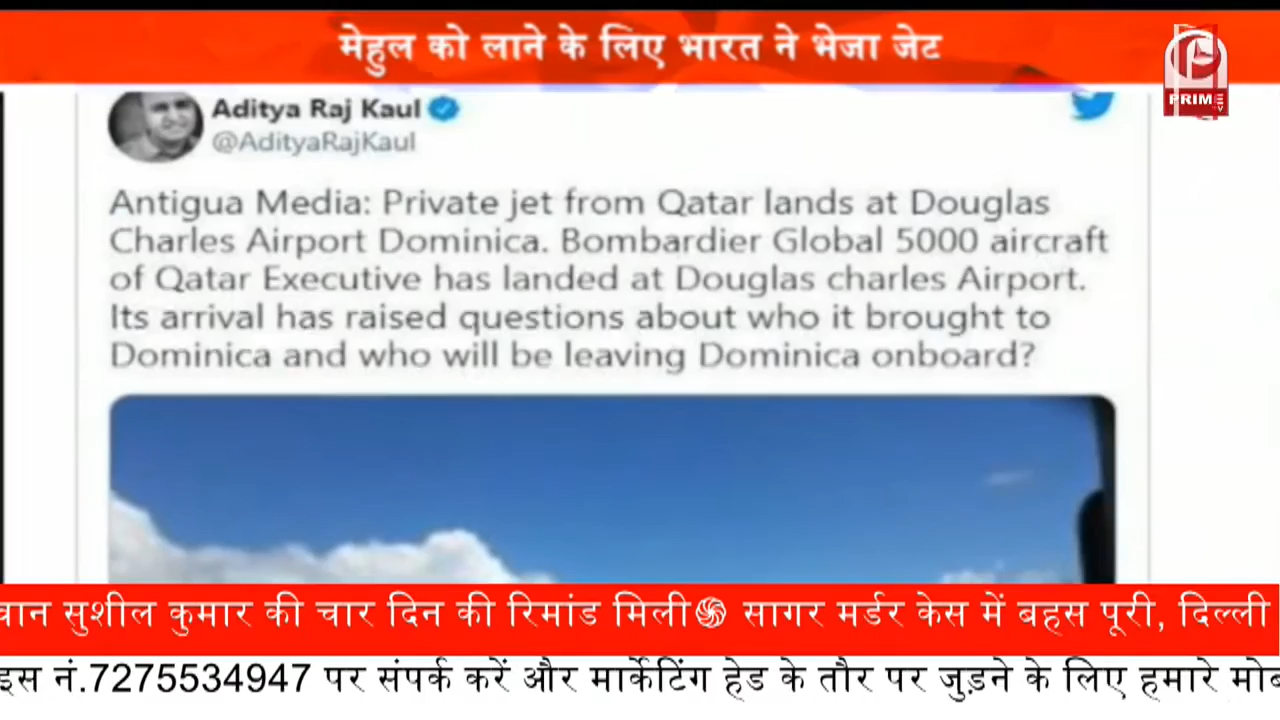 मेहुल को लाने के लिए भारत ने भेजा जेट
PRIME TV
Aditya Raj Kaul
@AdityaRajKaul
Antigua Media: Private jet from Qatar lands at Douglas
Charles Airport Dominica. Bombardier Global 5000 aircraft
of Qatar Executive has landed at Douglas charles Airport.
Its arrival has raised questions about who it brought to
Dominica and who will be leaving Dominica onboard?
वान सुशील कुमार की चार दिन की रिमांड मिली सागर मर्डर केस में बहस पूरी, दिल्ली
इस नं.7275534947 पर संपर्क करें और मार्केटिंग हेड के तौर पर जुड़ने के लिए हमारे मोब